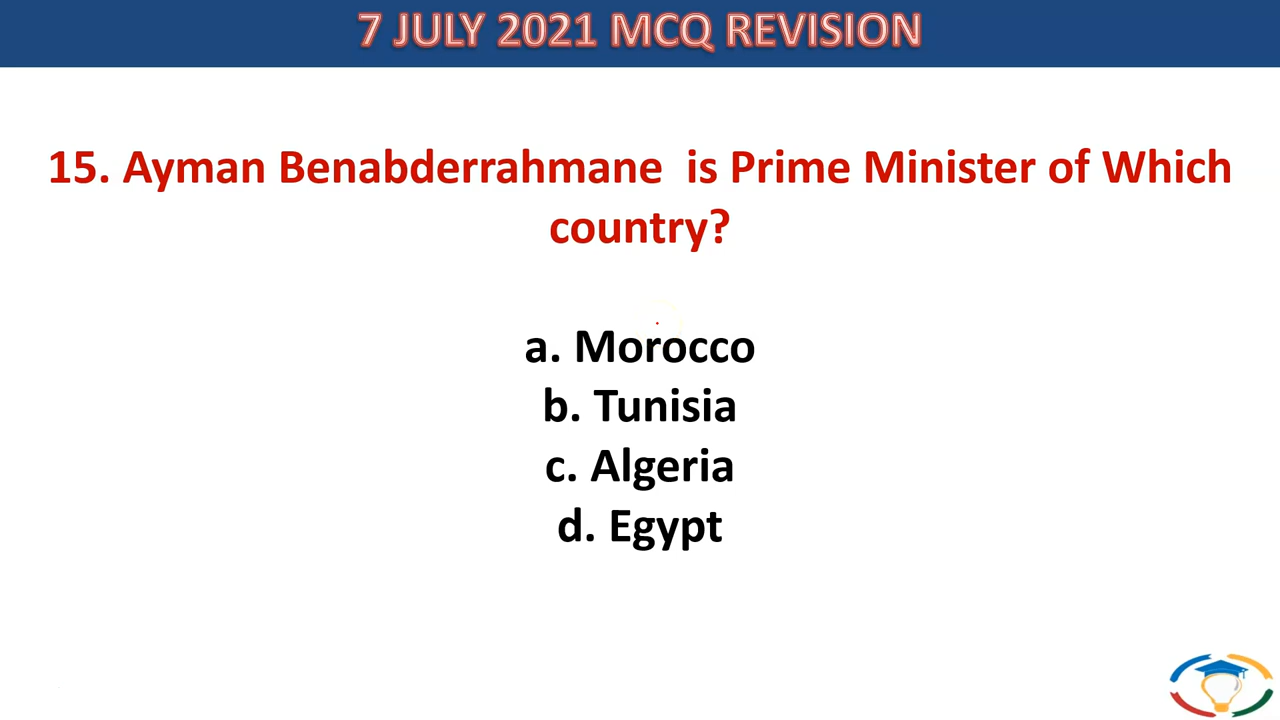 7 JULY 2021 MCQ REVISION
15. Ayman Benabderrahmane  is Prime Minister of Which
country?
a. Morocco
b. Tunisia
c. Algeria
d. Egypt